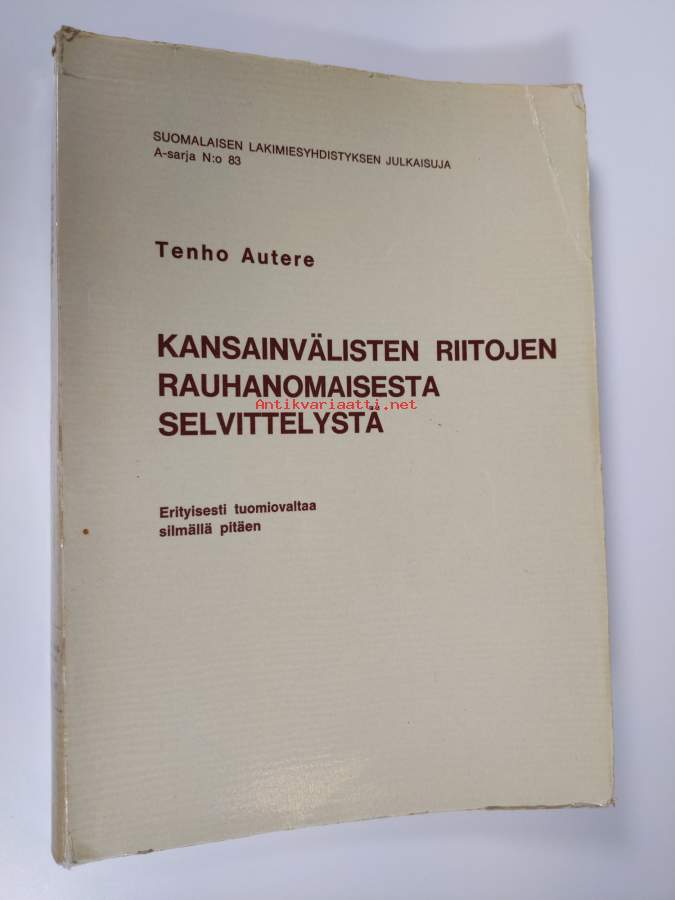 SUOMALAISEN LAKIMIESYHDISTYKSEN JULKAISUJA
A-sarja N:o 83
Tenho Autere
KANSAINVÄLISTEN RIITOJEN
RAUHANOMAISESTA
Antikvariaatti.net
SELVITTELYSTÄ
Erityisesti tuomiovaltaa
silmällä pitäen